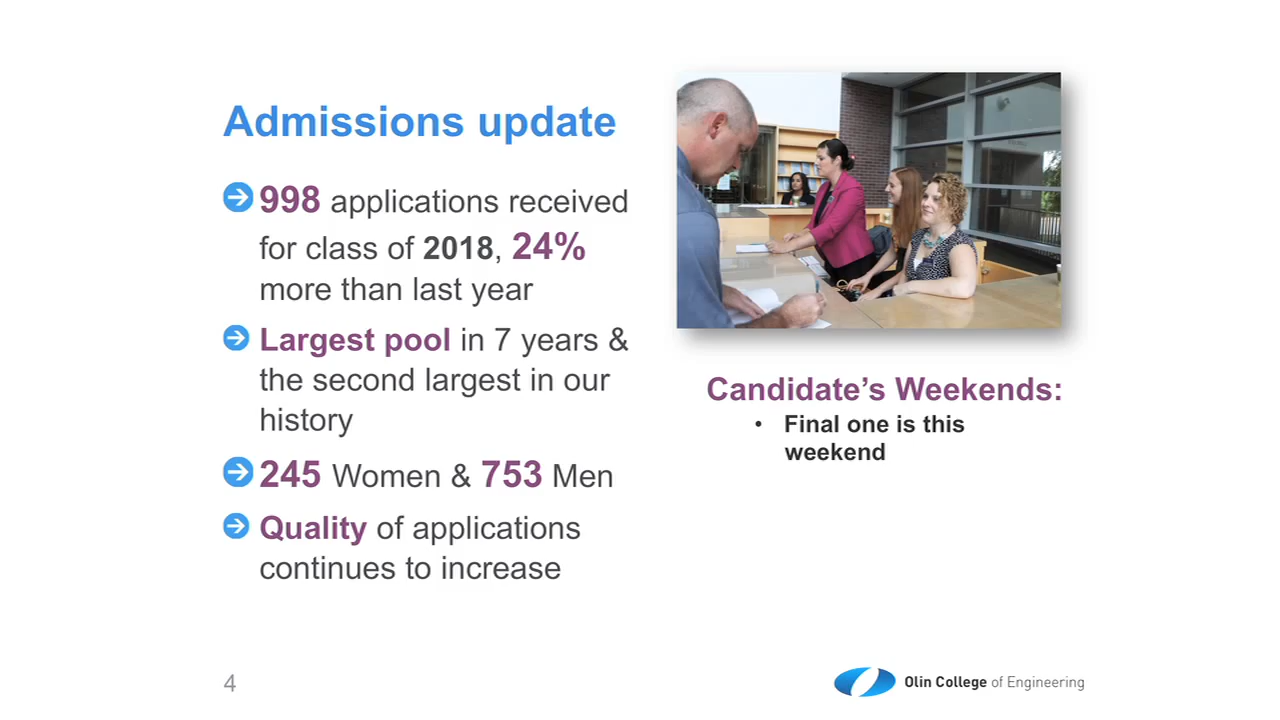 Admissions update
998 applications received
for class of 2018, 24%
more than last year
Largest pool in 7 years &
the second largest in our
history
245 Women & 753 Men
Quality of applications
continues to increase
Candidate’s Weekends:
• Final one is this
weekend
4
Olin College of Engineering